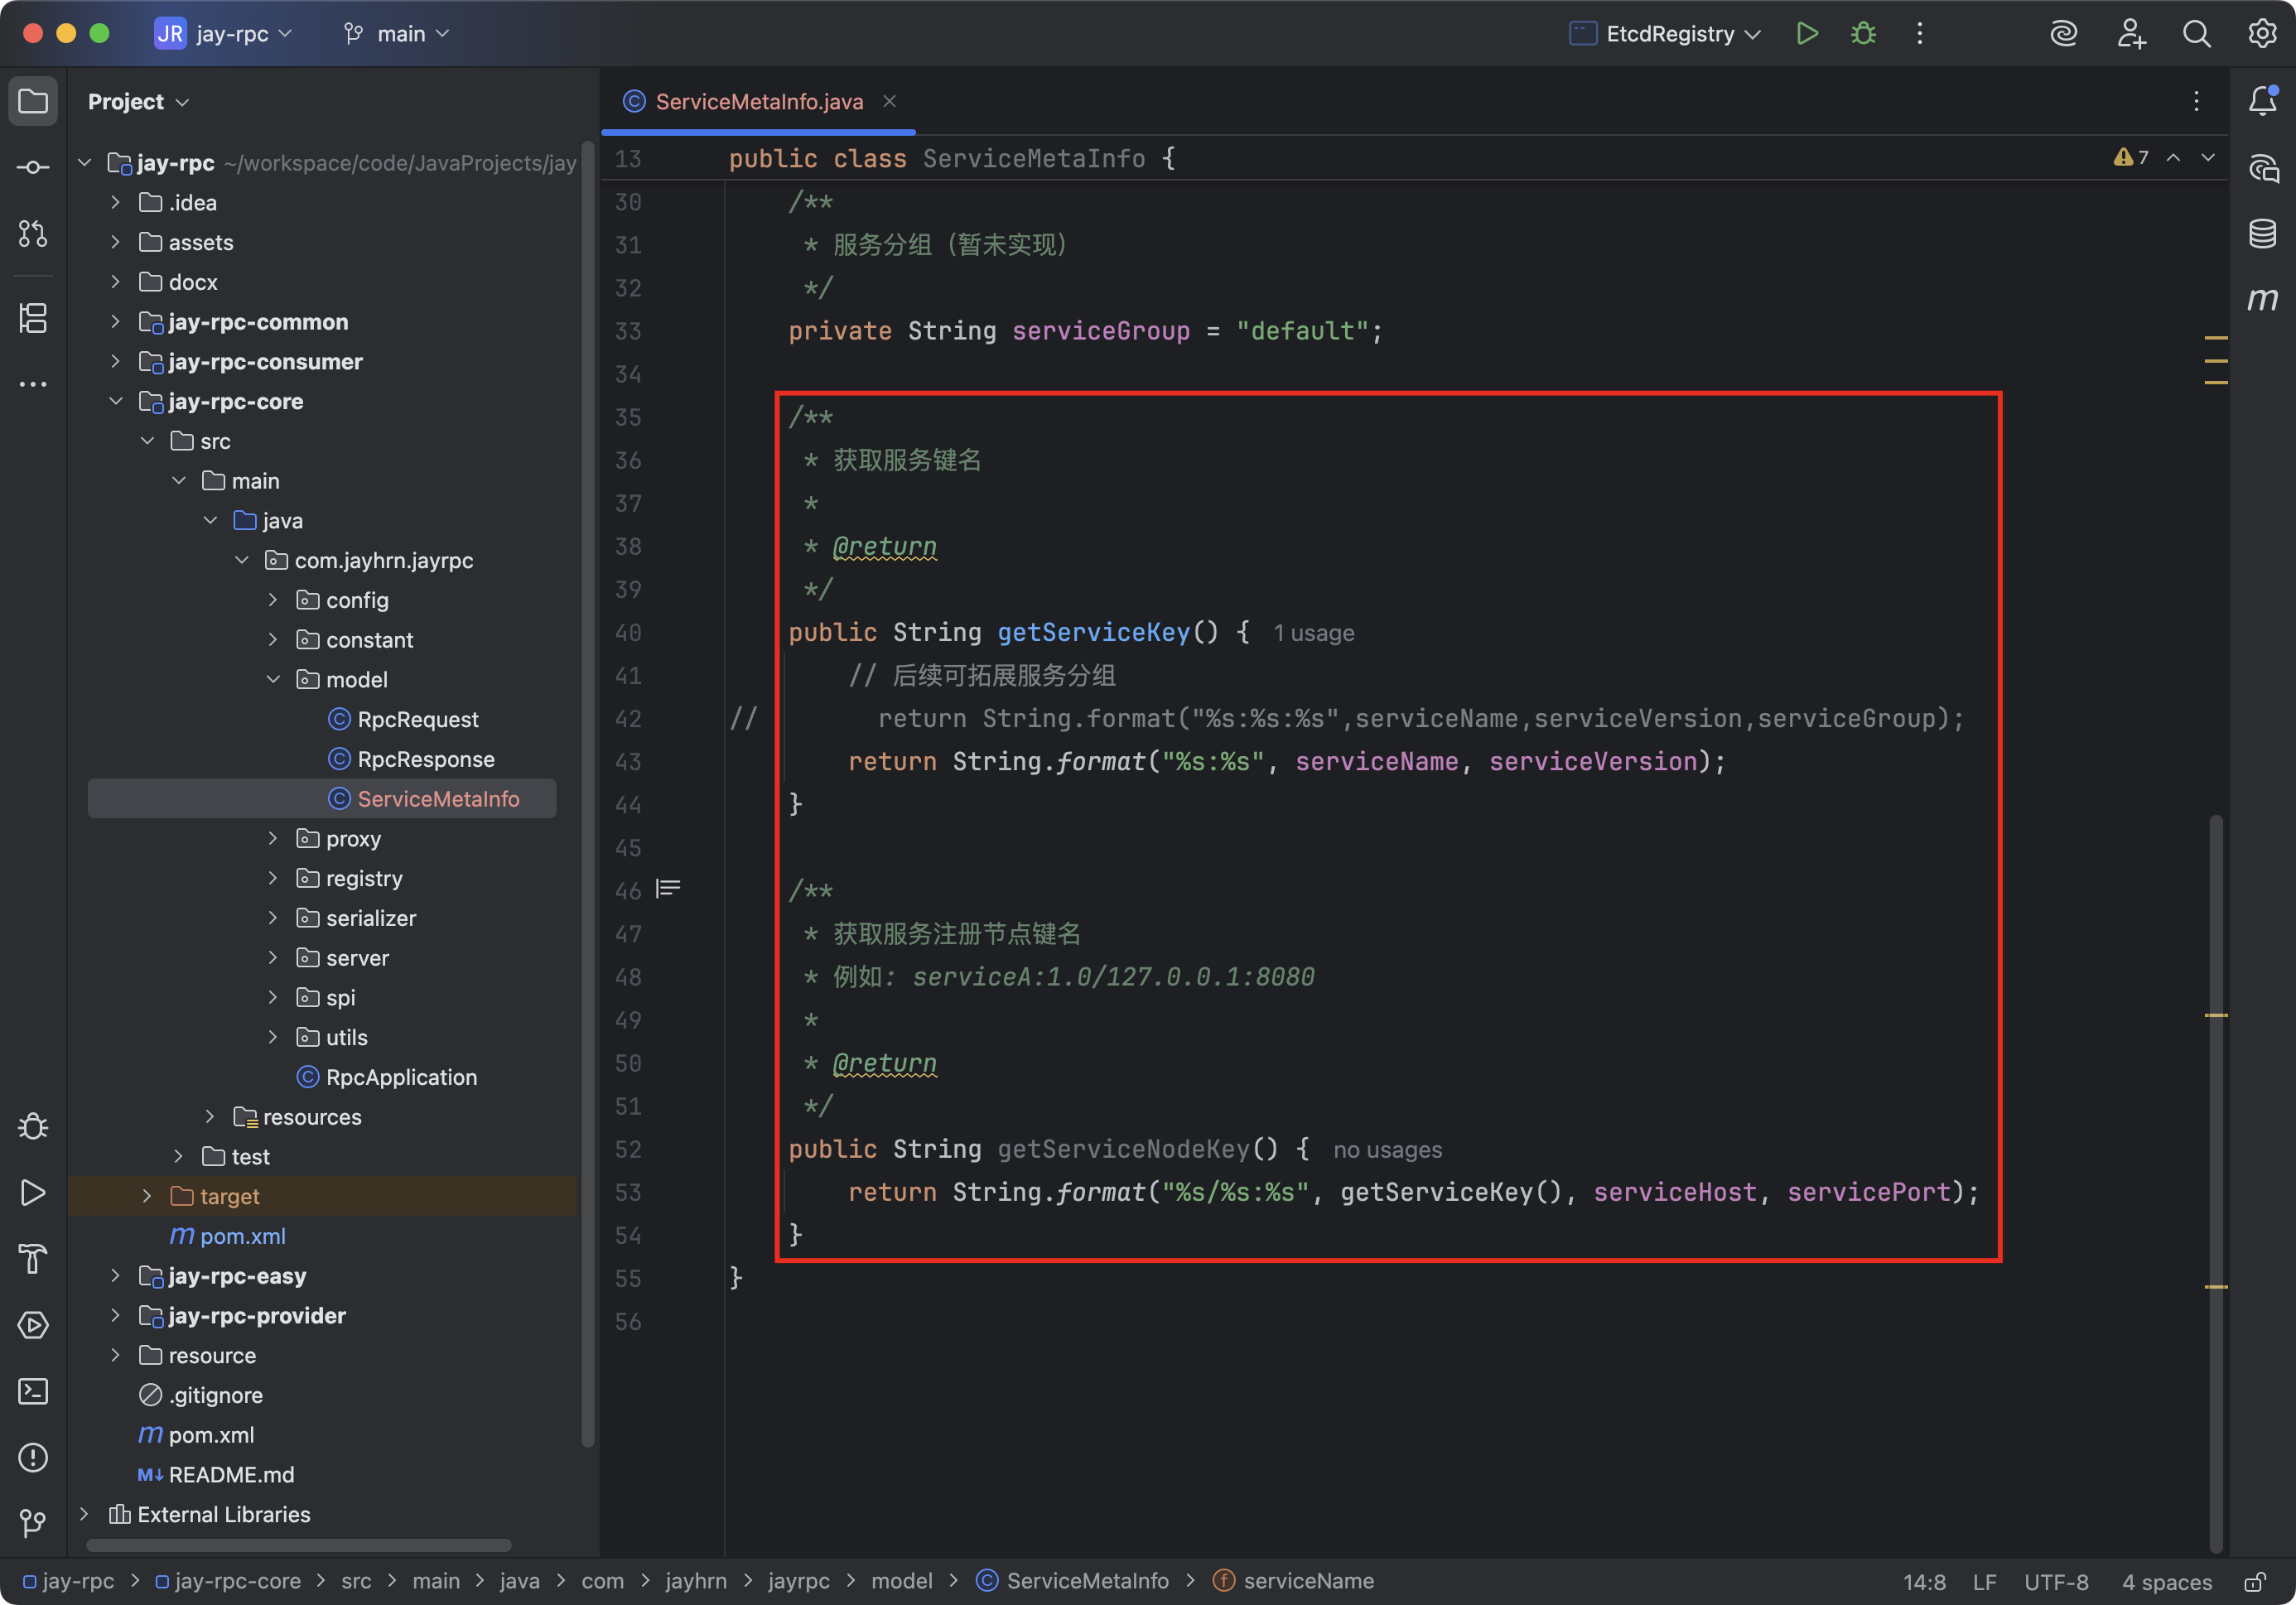 JR jay-rpc main EtcdRegistry
Project
jay-rpc ~/workspace/code/JavaProjects/jay
.idea
assets
docx
jay-rpc-common
jay-rpc-consumer
jay-rpc-core
src
main
java
com.jayhrn.jayrpc
config
constant
model
RpcRequest
RpcResponse
ServiceMetaInfo
proxy
registry
serializer
server
spi
utils
RpcApplication
resources
test
target
m pom.xml
jay-rpc-easy
jay-rpc-provider
resource
.gitignore
m pom.xml
M↓ README.md
External Libraries
ServiceMetaInfo.java
13 public class ServiceMetaInfo {
7
30 /**
31 * 服务分组（暂未实现）
32 */
33 private String serviceGroup = "default";
34
35 /**
36 * 获取服务键名
37 *
38 * @return
39 */
40 public String getServiceKey() { 1 usage
41 // 后续可拓展服务分组
42 // return String.format("%s:%s:%s",serviceName,serviceVersion,serviceGroup);
43 return String.format("%s:%s", serviceName, serviceVersion);
44 }
45
46 /**
47 * 获取服务注册节点键名
48 * 例如: serviceA:1.0/127.0.0.1:8080
49 *
50 * @return
51 */
52 public String getServiceNodeKey() { no usages
53 return String.format("%s/%s:%s", getServiceKey(), serviceHost, servicePort);
54 }
55 }
56
m
jay-rpc > jay-rpc-core > src > main > java > com > jayhrn > jayrpc > model > ServiceMetaInfo > serviceName
14:8 LF UTF-8 4 spaces